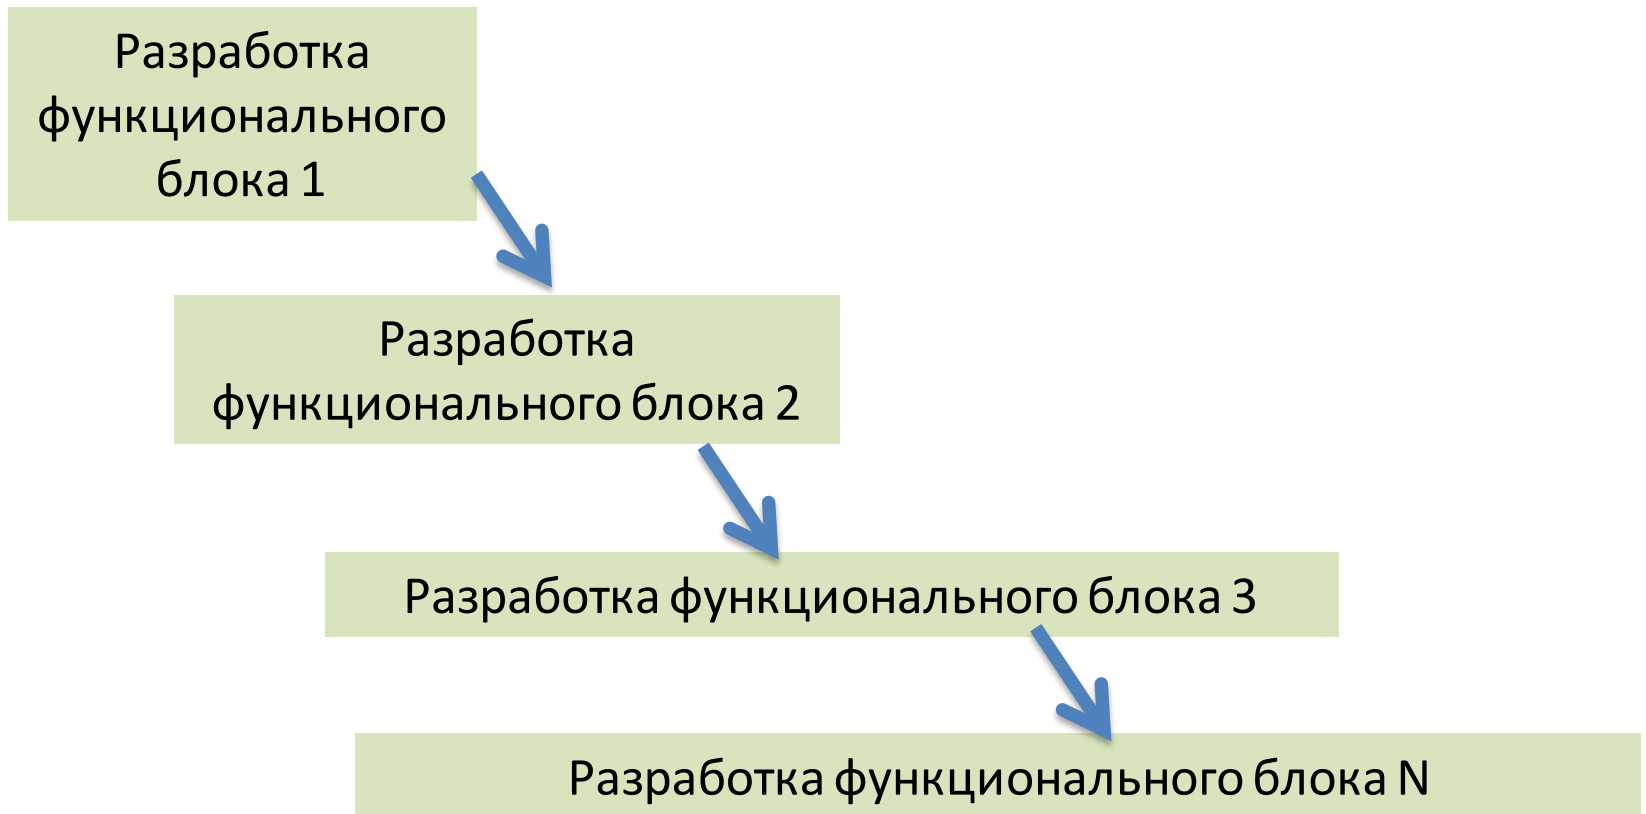 Разработка
функционального
блока 1
Разработка
функционального блока 2
Разработка функционального блока 3
Разработка функционального блока N